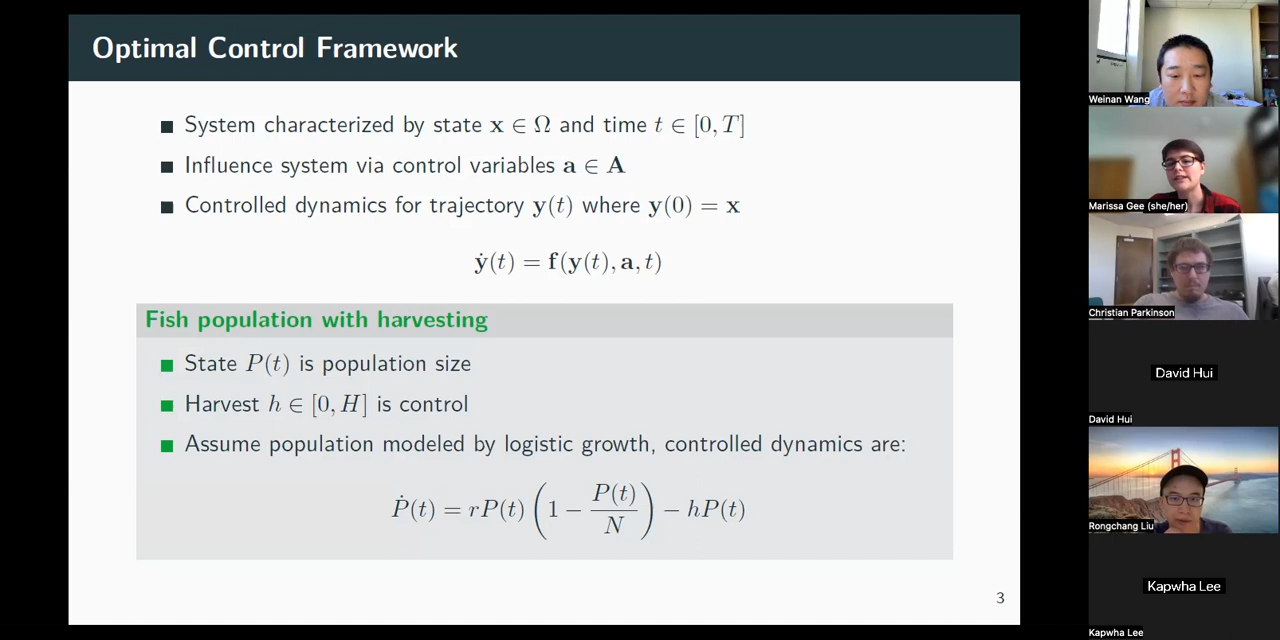 Optimal Control Framework
System characterized by state x ∈ Ω and time t ∈ [0, T]
Influence system via control variables a ∈ A
Controlled dynamics for trajectory y(t) where y(0) = x
ẏ(t) = f(y(t), a, t)
Fish population with harvesting
State P(t) is population size
Harvest h ∈ [0, H] is control
Assume population modeled by logistic growth, controlled dynamics are:
Ṗ(t) = rP(t) (1 − P(t)/N) − hP(t)
3
Weinan Wang
Marissa Gee (she/her)
Christian Parkinson
David Hui
David Hui
Rongchang Liu
Kapwha Lee
Kapwha Lee